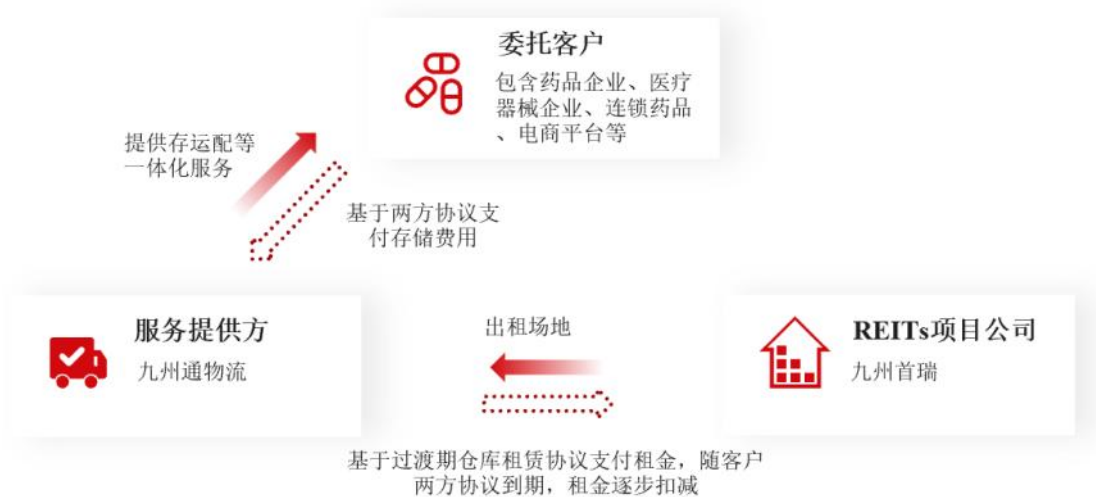 委托客户
包含药品企业、医疗
器械企业、连锁药品
、电商平台等
提供存运配等
一体化服务
基于两方协议支
付存储费用
服务提供方
九州通物流
出租场地
REITs项目公司
九州首瑞
基于过渡期仓库租赁协议支付租金，随客户
两方协议到期，租金逐步扣减